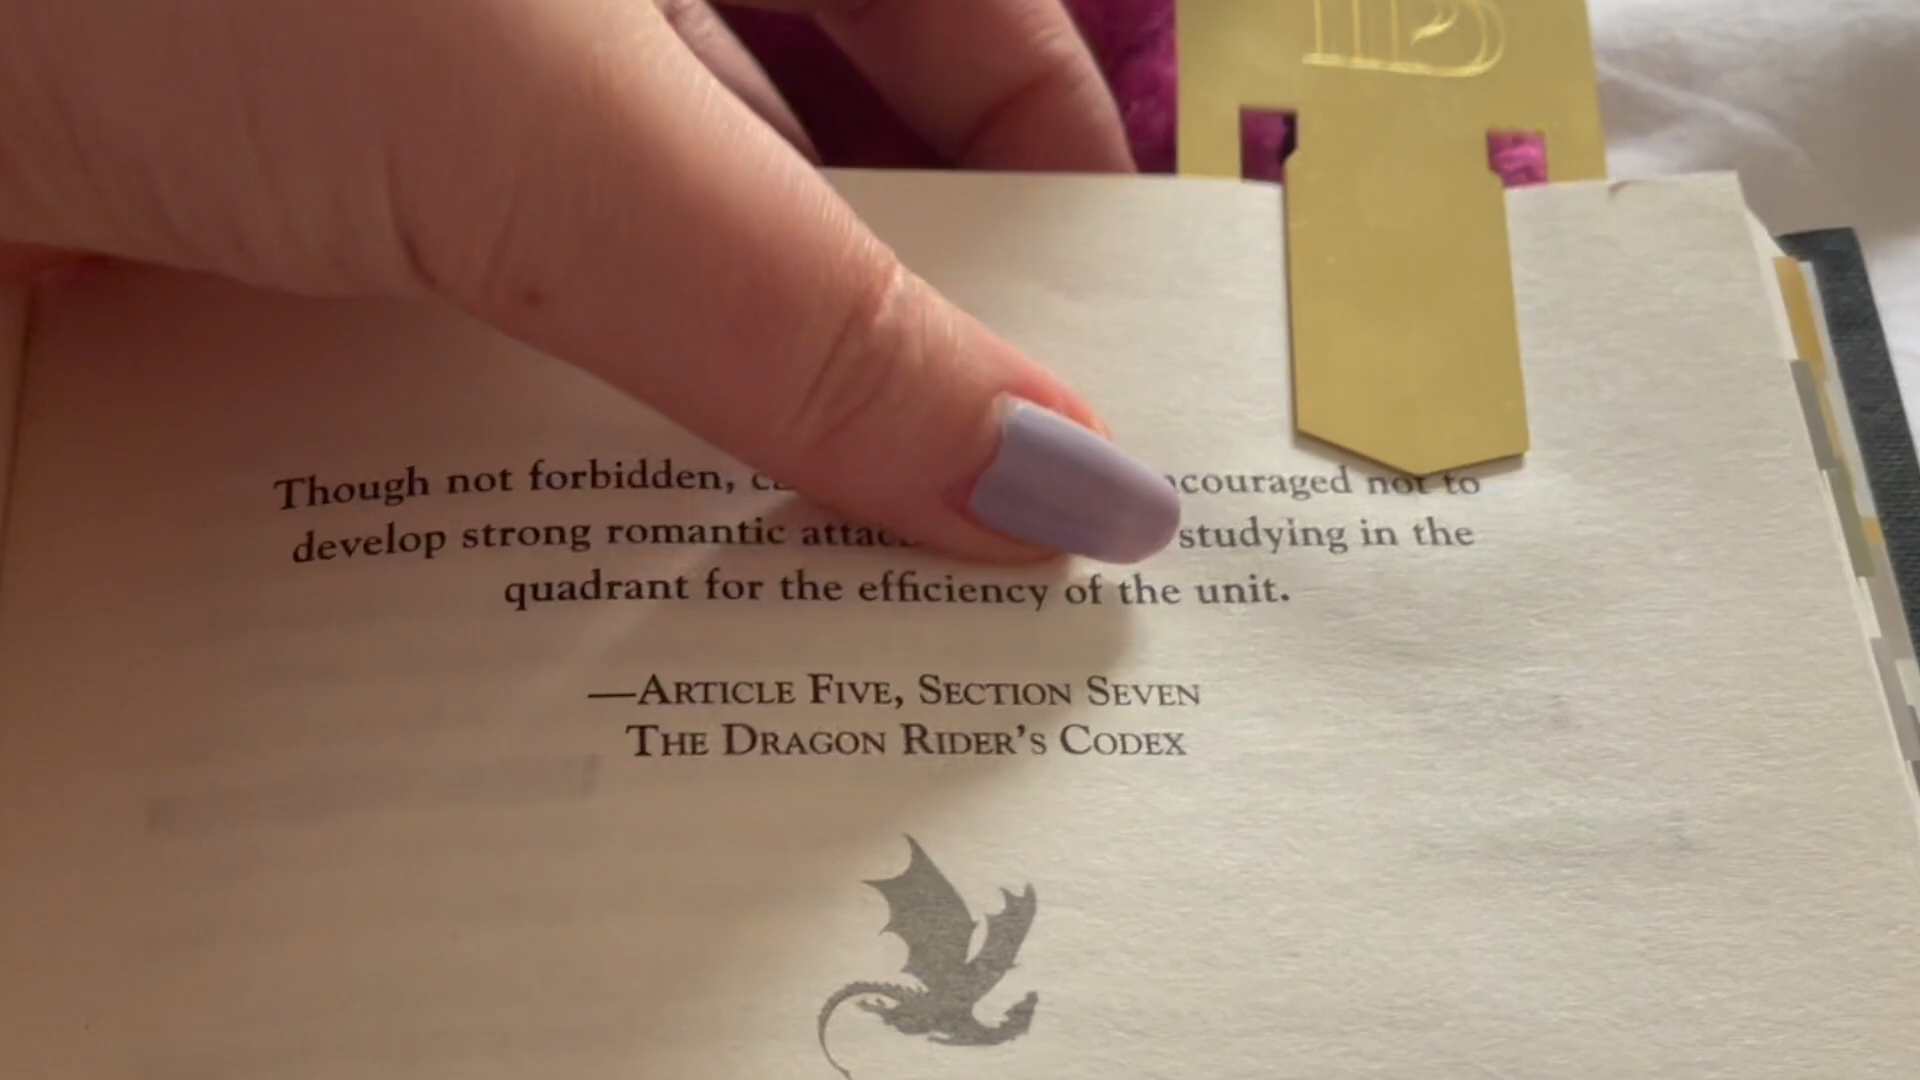 Though not forbidden, couraged not to
develop strong romantic studying in the
quadrant for the efficiency of the unit.
—ARTICLE FIVE, SECTION SEVEN
THE DRAGON RIDER'S CODEX